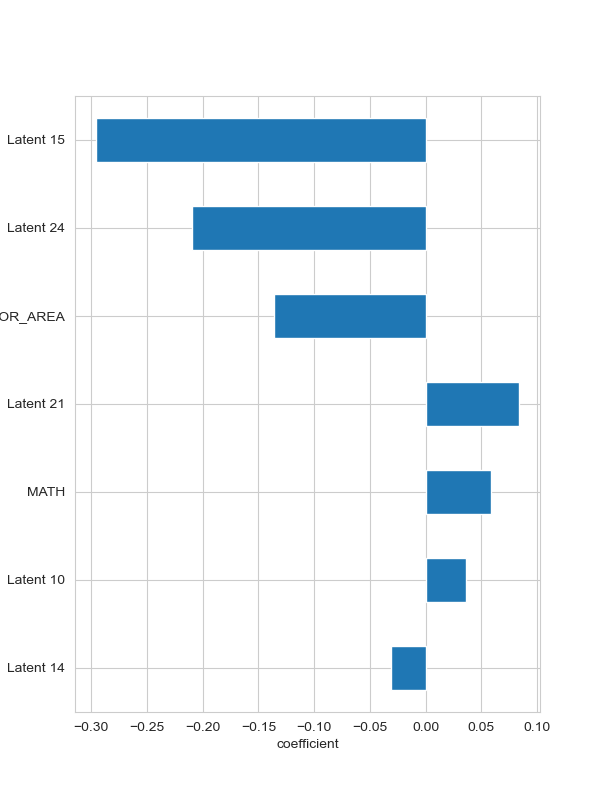 Latent 15
Latent 24
OR_AREA
Latent 21
MATH
Latent 10
Latent 14
−0.30 −0.25 −0.20 −0.15 −0.10 −0.05 0.00 0.05 0.10
coefficient